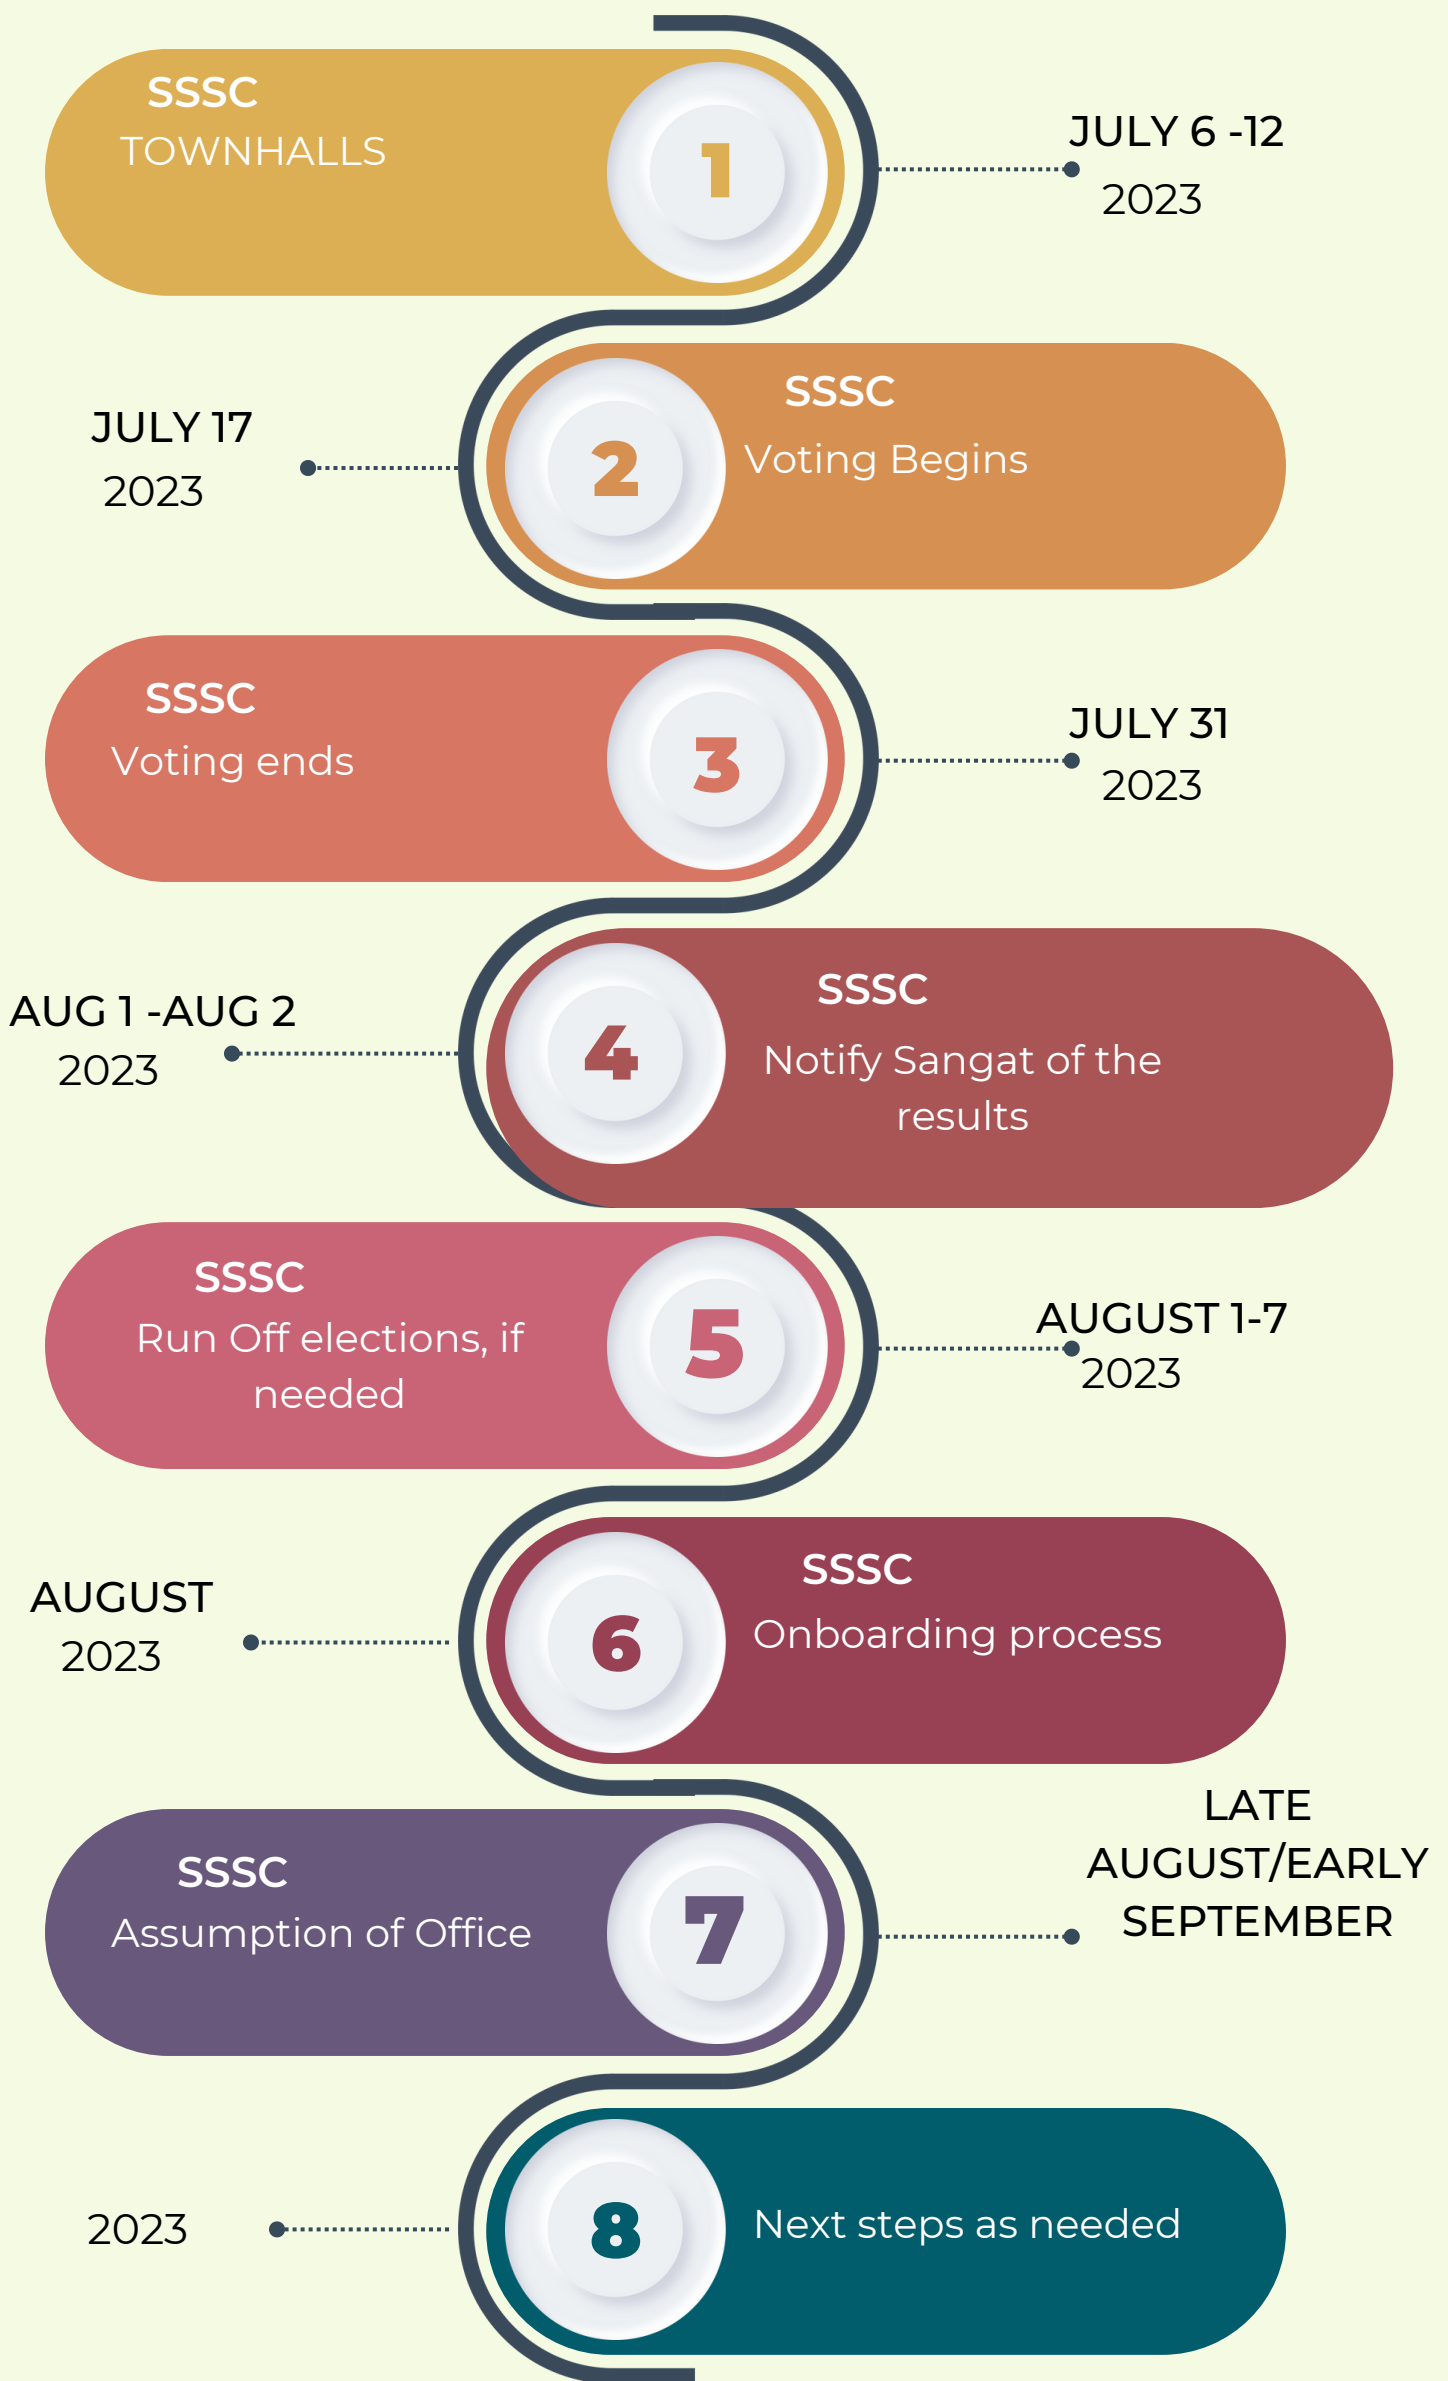 SSSC
TOWNHALLS
1
JULY 6 -12
2023
JULY 17
2023
2
SSSC
Voting Begins
SSSC
Voting ends
3
JULY 31
2023
AUG 1 -AUG 2
2023
4
SSSC
Notify Sangat of the
results
SSSC
Run Off elections, if
needed
5
AUGUST 1-7
2023
AUGUST
2023
6
SSSC
Onboarding process
SSSC
Assumption of Office
7
LATE
AUGUST/EARLY
SEPTEMBER
2023
8
Next steps as needed